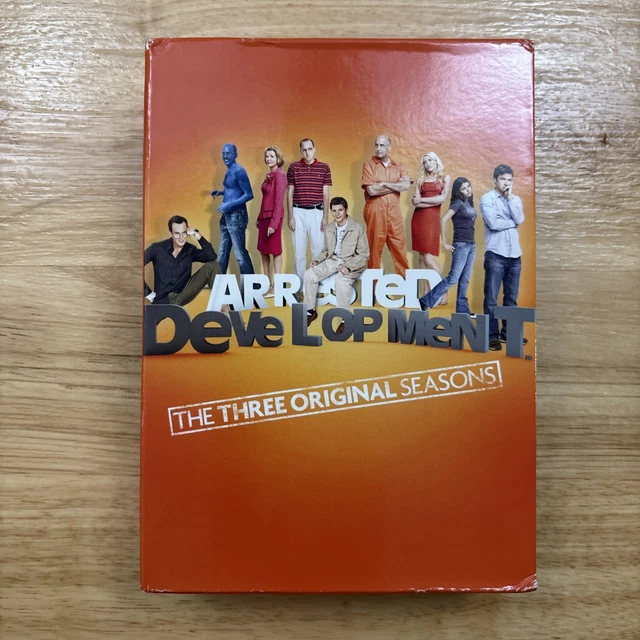 ARRESTED
DEVELOPMENT
THE THREE ORIGINAL SEASONS